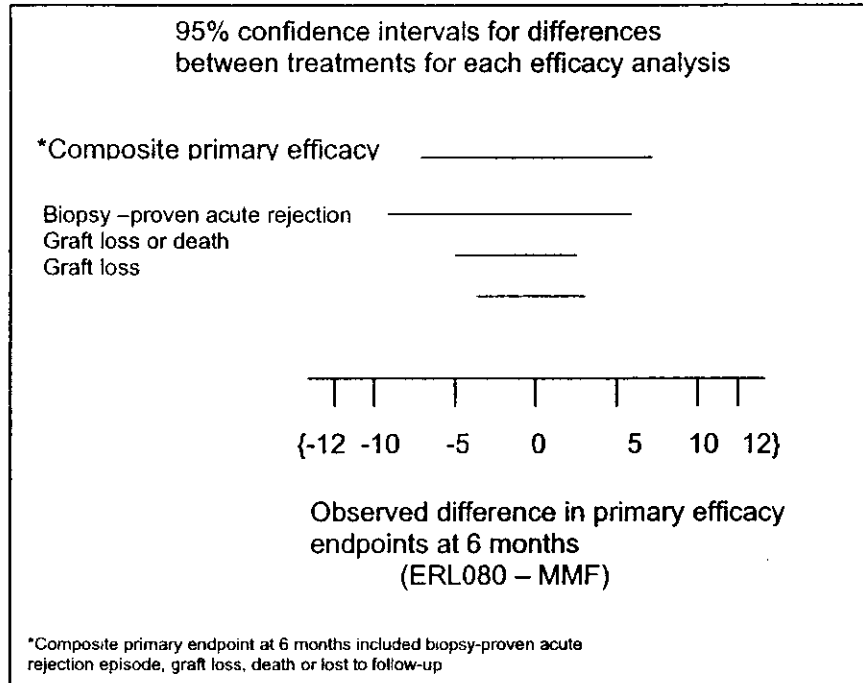 95% confidence intervals for differences
between treatments for each efficacy analysis
*Composite primary efficacy
Biopsy –proven acute rejection
Graft loss or death
Graft loss
{-12 -10 -5 0 5 10 12}
Observed difference in primary efficacy
endpoints at 6 months
(ERL080 – MMF)
*Composite primary endpoint at 6 months included biopsy-proven acute
rejection episode, graft loss, death or lost to follow-up